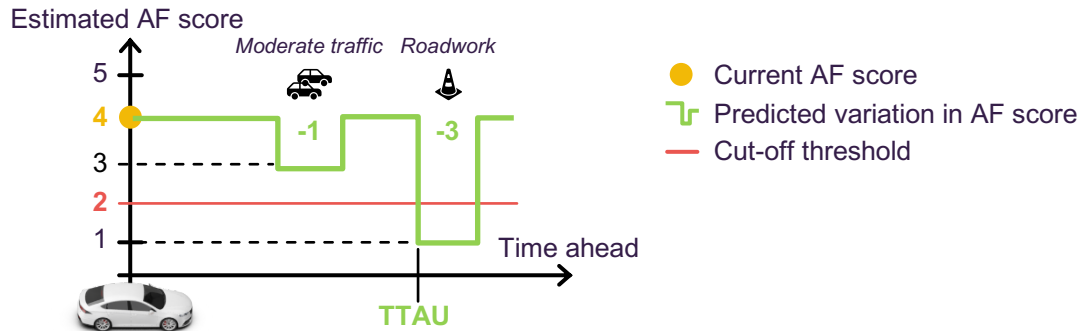 Estimated AF score
Moderate traffic
Roadwork
5
4
-1
-3
3
2
1
Time ahead
TTAU
Current AF score
Predicted variation in AF score
Cut-off threshold